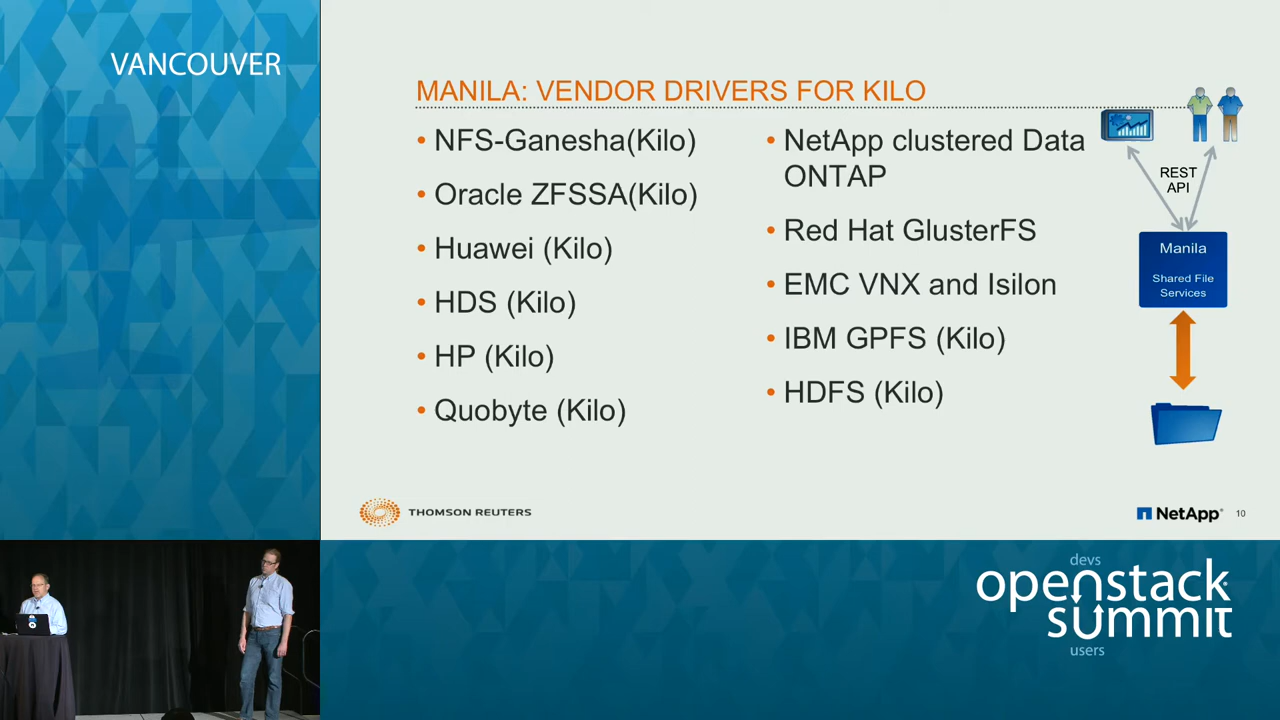 VANCOUVER
MANILA: VENDOR DRIVERS FOR KILO
• NFS-Ganesha(Kilo)
• Oracle ZFSSA(Kilo)
• Huawei (Kilo)
• HDS (Kilo)
• HP (Kilo)
• Quobyte (Kilo)
• NetApp clustered Data
ONTAP
• Red Hat GlusterFS
• EMC VNX and Isilon
• IBM GPFS (Kilo)
• HDFS (Kilo)
REST
API
Manila
Shared File
Services
THOMSON REUTERS
NetApp®
10
devs
openstack
summit
users